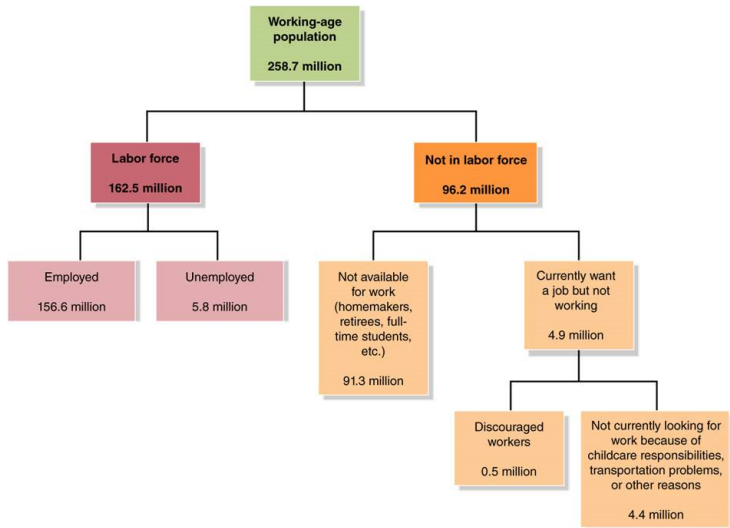 Working-age
population
258.7 million
Labor force
162.5 million
Not in labor force
96.2 million
Employed
156.6 million
Unemployed
5.8 million
Not available
for work
(homemakers,
retirees, full-
time students,
etc.)
91.3 million
Currently want
a job but not
working
4.9 million
Discouraged
workers
0.5 million
Not currently looking for
work because of
childcare responsibilities,
transportation problems,
or other reasons
4.4 million